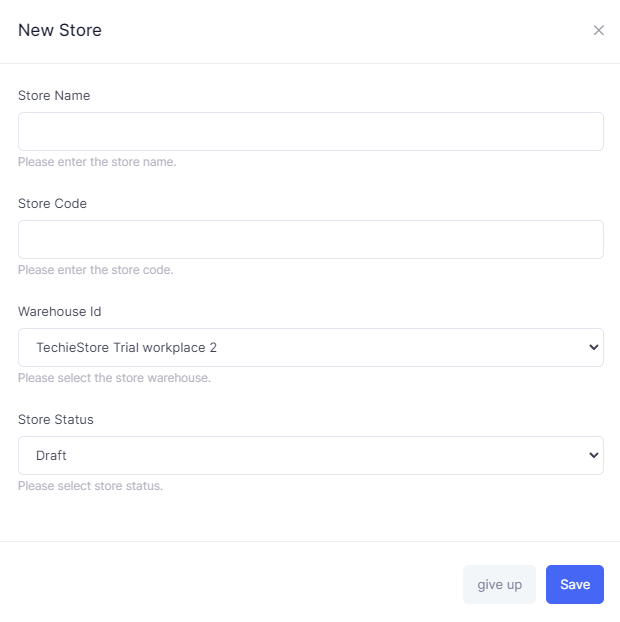 New Store
Store Name
Please enter the store name.
Store Code
Please enter the store code.
Warehouse Id
TechieStore Trial workplace 2
Please select the store warehouse.
Store Status
Draft
Please select store status.
give up Save